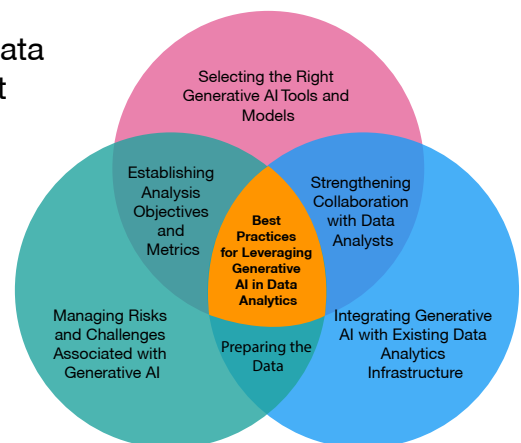 ata
t
Selecting the Right
Generative AI Tools and
Models
Establishing
Analysis
Objectives
and
Metrics
Strengthening
Collaboration
with Data
Analysts
Best
Practices
for Leveraging
Generative
AI in Data
Analytics
Managing Risks
and Challenges
Associated with
Generative AI
Preparing the
Data
Integrating Generative
AI with Existing Data
Analytics
Infrastructure